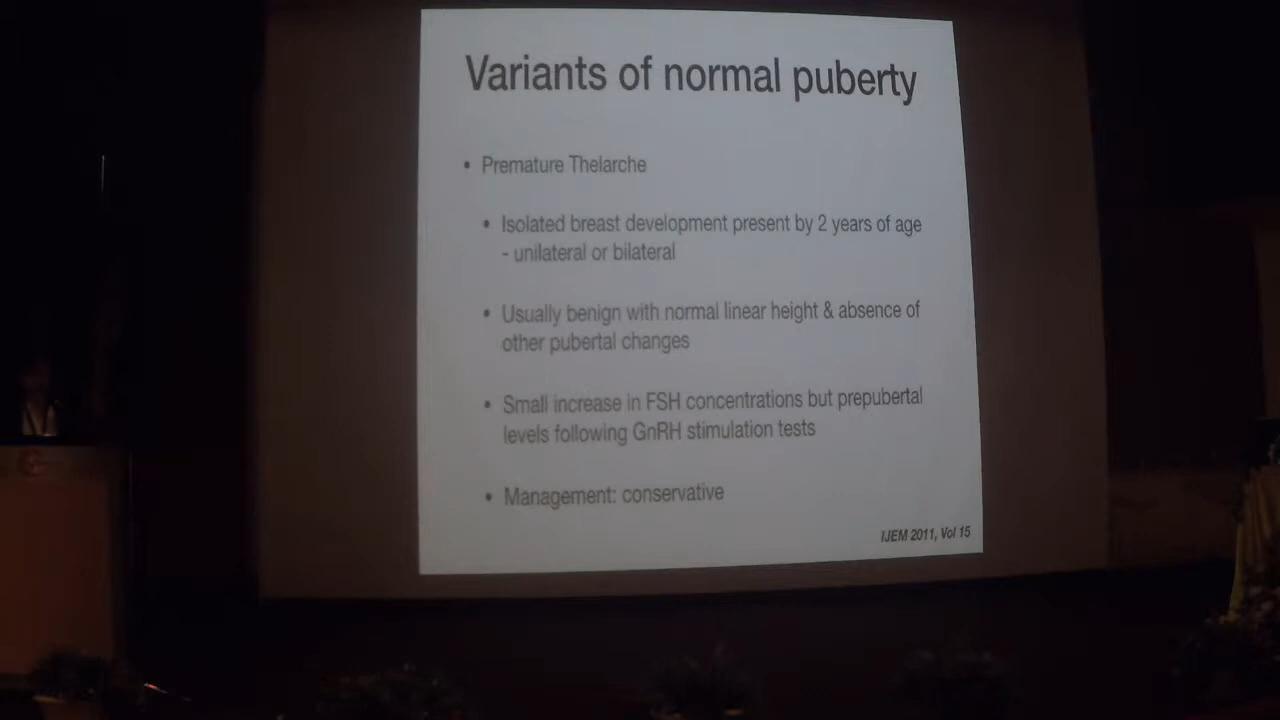 Variants of normal puberty
• Premature Thelarche
• Isolated breast development present by 2 years of age
- unilateral or bilateral
• Usually benign with normal linear height & absence of
other pubertal changes
• Small increase in FSH concentrations but prepubertal
levels following GnRH stimulation tests
• Management: conservative
IJEM 2011, Vol 15